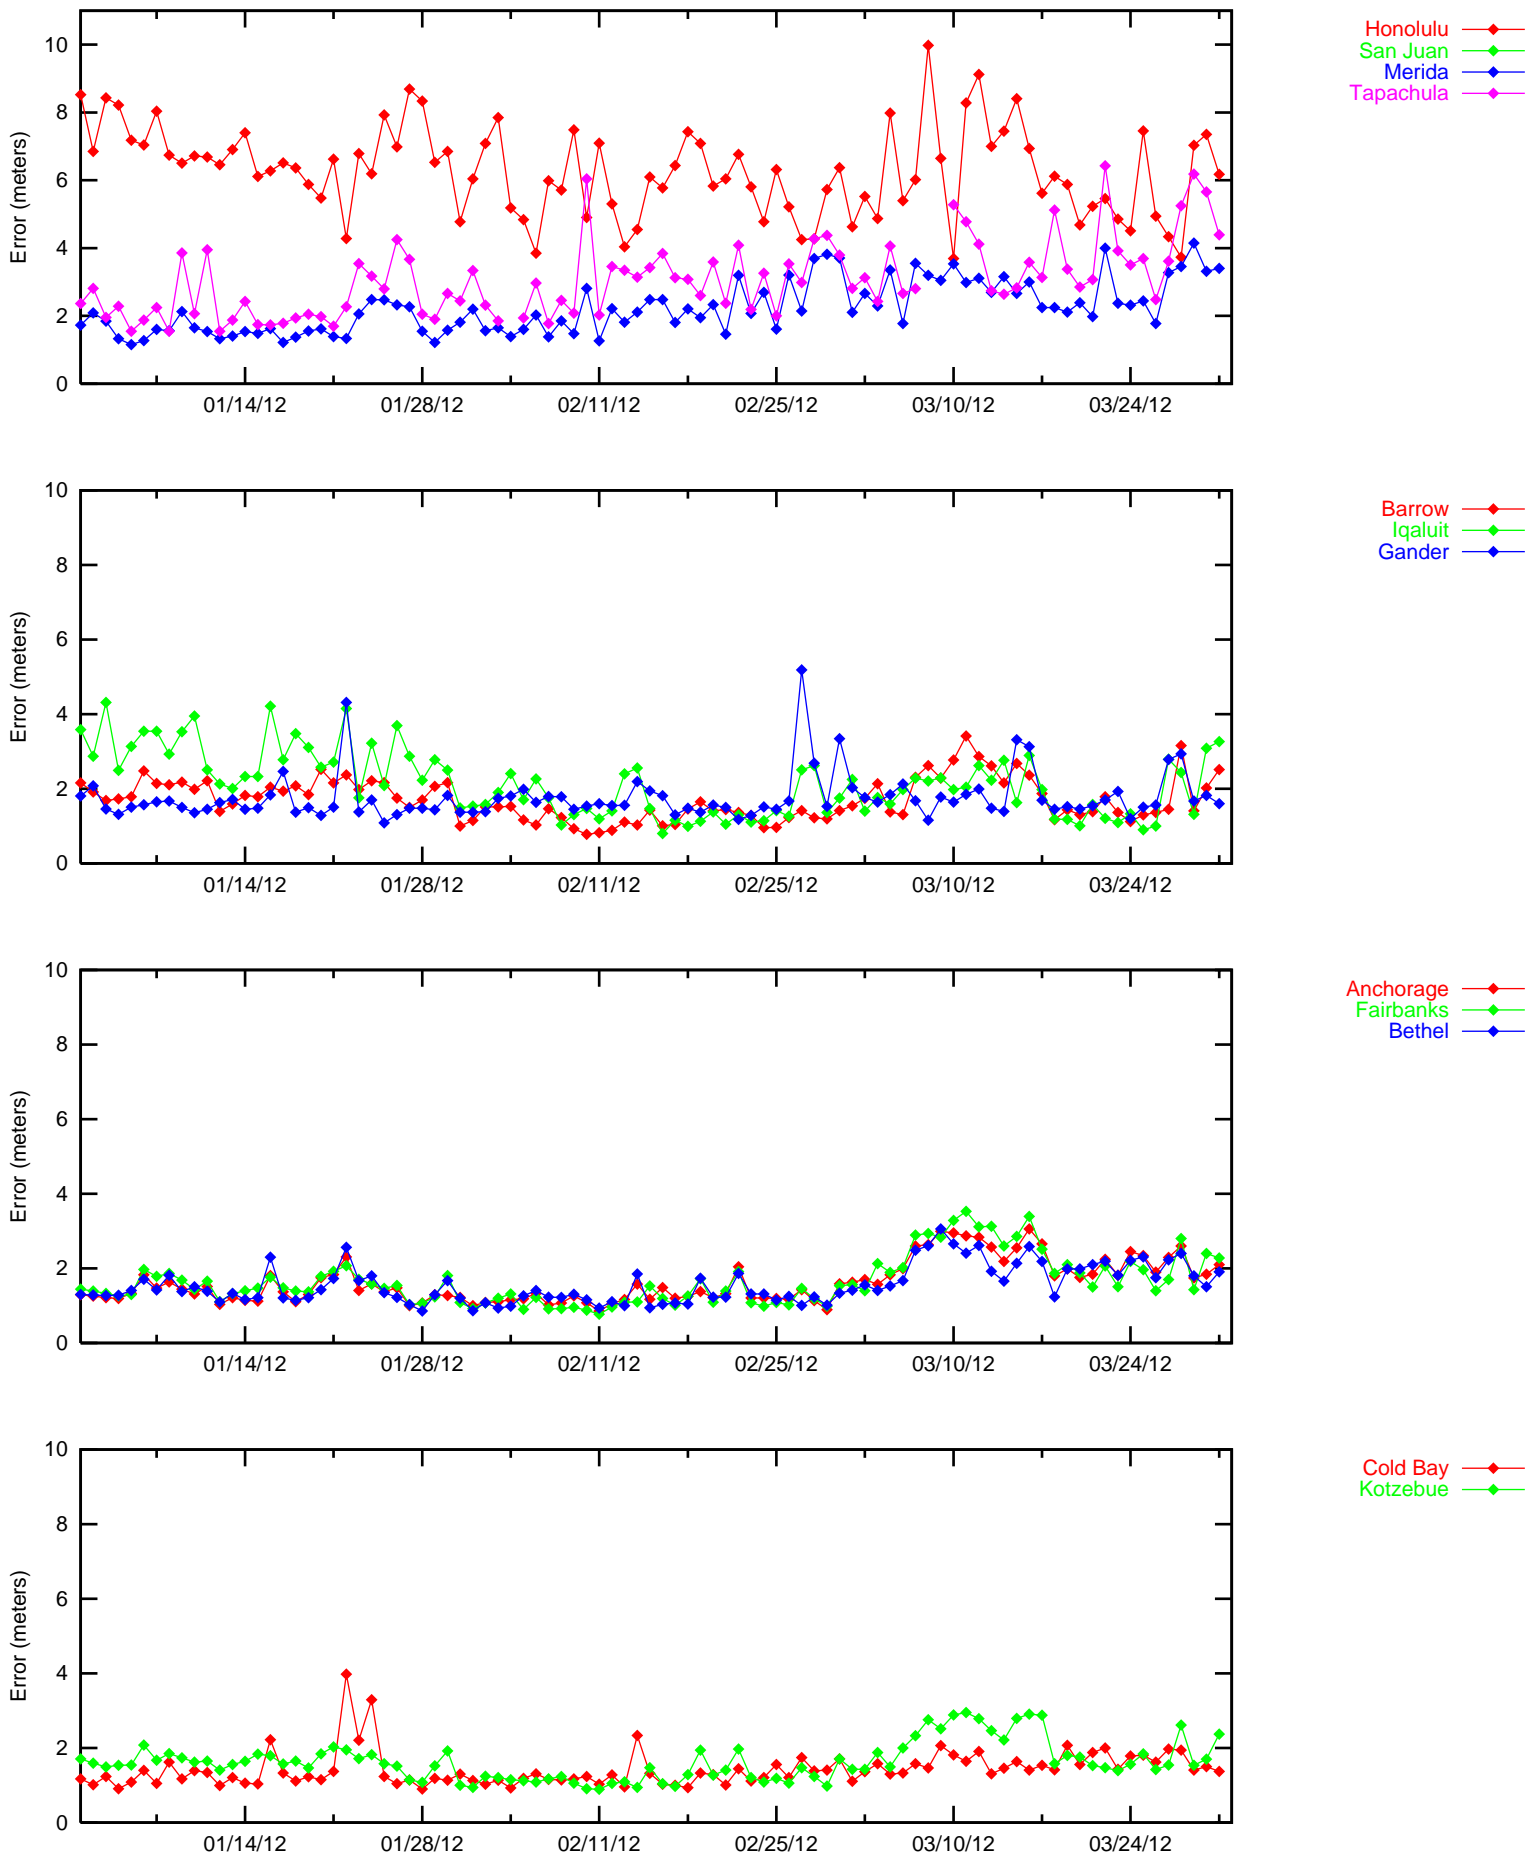 Error (meters)
10
8
6
4
2
0
01/14/12 01/28/12 02/11/12 02/25/12 03/10/12 03/24/12
Honolulu
San Juan
Merida
Tapachula
Error (meters)
10
8
6
4
2
0
01/14/12 01/28/12 02/11/12 02/25/12 03/10/12 03/24/12
Barrow
Iqaluit
Gander
Error (meters)
10
8
6
4
2
0
01/14/12 01/28/12 02/11/12 02/25/12 03/10/12 03/24/12
Anchorage
Fairbanks
Bethel
Error (meters)
10
8
6
4
2
0
01/14/12 01/28/12 02/11/12 02/25/12 03/10/12 03/24/12
Cold Bay
Kotzebue